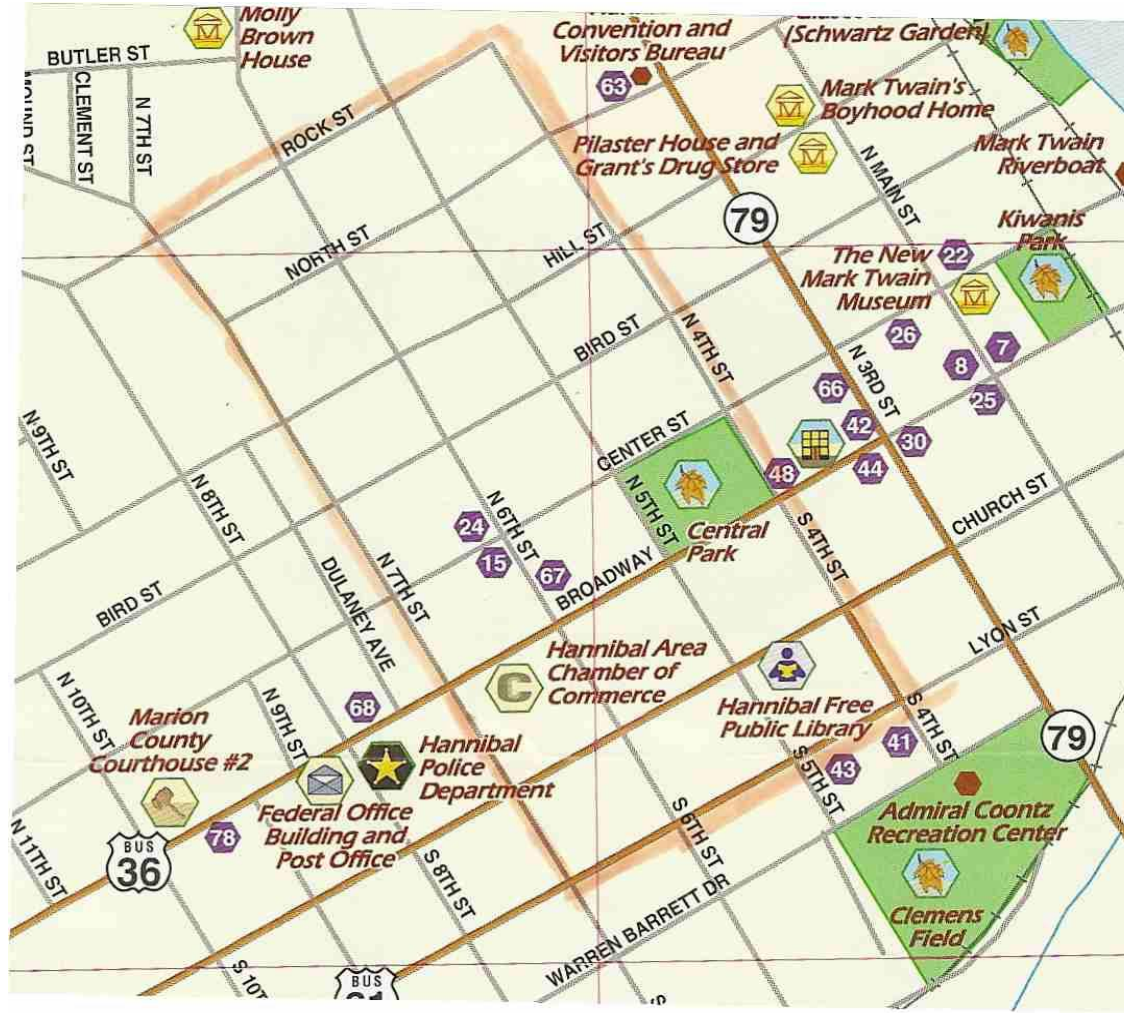 Molly
Brown
House
Convention and
Visitors Bureau
63
[Schwartz Garden]
BUTLER ST
CLEMENT ST
N 7TH ST
ROCK ST
Mark Twain's
Boyhood Home
Pilaster House and
Grant's Drug Store
N MAIN ST
Mark Twain
Riverboat
79
Kiwanis
Park
NORTH ST
HILL ST
The New
Mark Twain
Museum
22
26
8
7
25
BIRD ST
N 4TH ST
N 3RD ST
66
42
30
44
48
N 9TH ST
N 8TH ST
CENTER ST
N 5TH ST
Central
Park
S 4TH ST
CHURCH ST
24
15
67
N 6TH ST
BROADWAY
N 7TH ST
DULANEY AVE
BIRD ST
LYON ST
Hannibal Area
Chamber of
Commerce
C
Hannibal Free
Public Library
S 4TH ST
41
43
S 5TH ST
79
N 10TH ST
N 9TH ST
68
Marion
County
Courthouse #2
Hannibal
Police
Department
Federal Office
Building and
Post Office
78
BUS
36
N 11TH ST
S 8TH ST
S 6TH ST
WARREN BARRETT DR
Admiral Coontz
Recreation Center
Clemens
Field
BUS